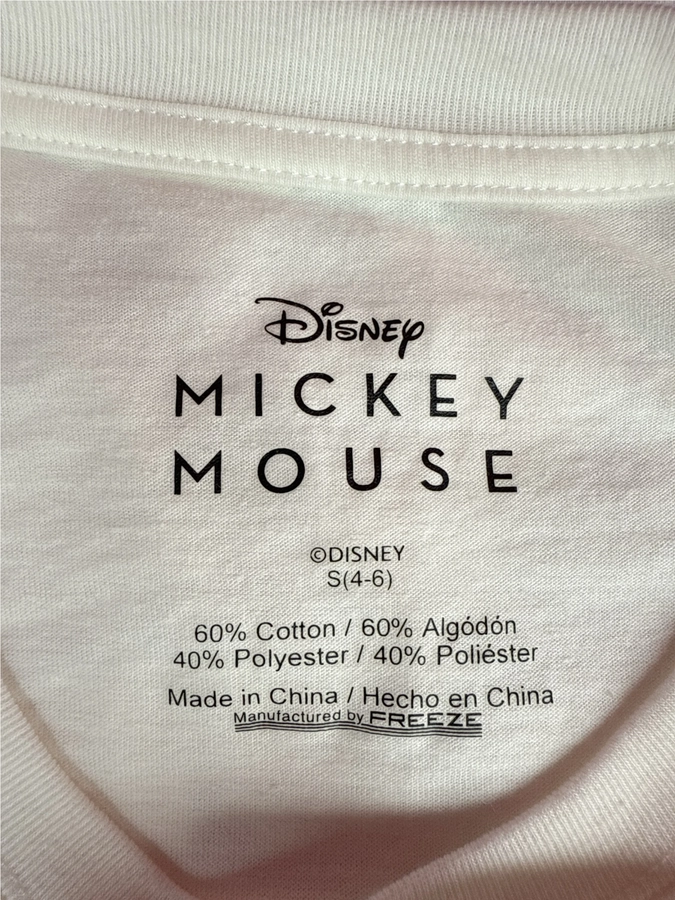 Disney
MICKEY
MOUSE
©DISNEY
S(4-6)
60% Cotton / 60% Algódón
40% Polyester / 40% Poliéster
Made in China / Hecho en China
Manufactured by FREEZE